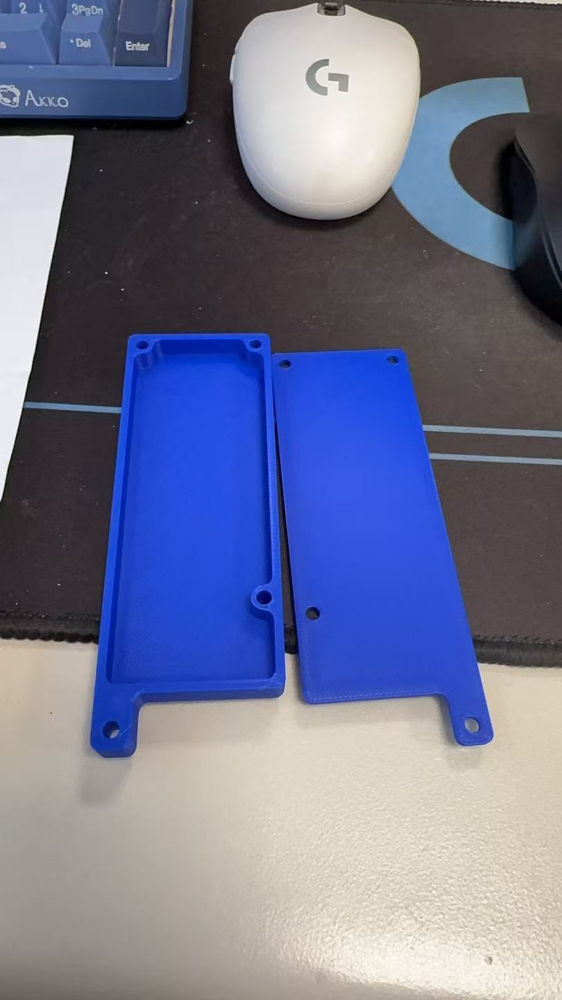 2 ↓
3PgDn
• Del
Enter
AKKO